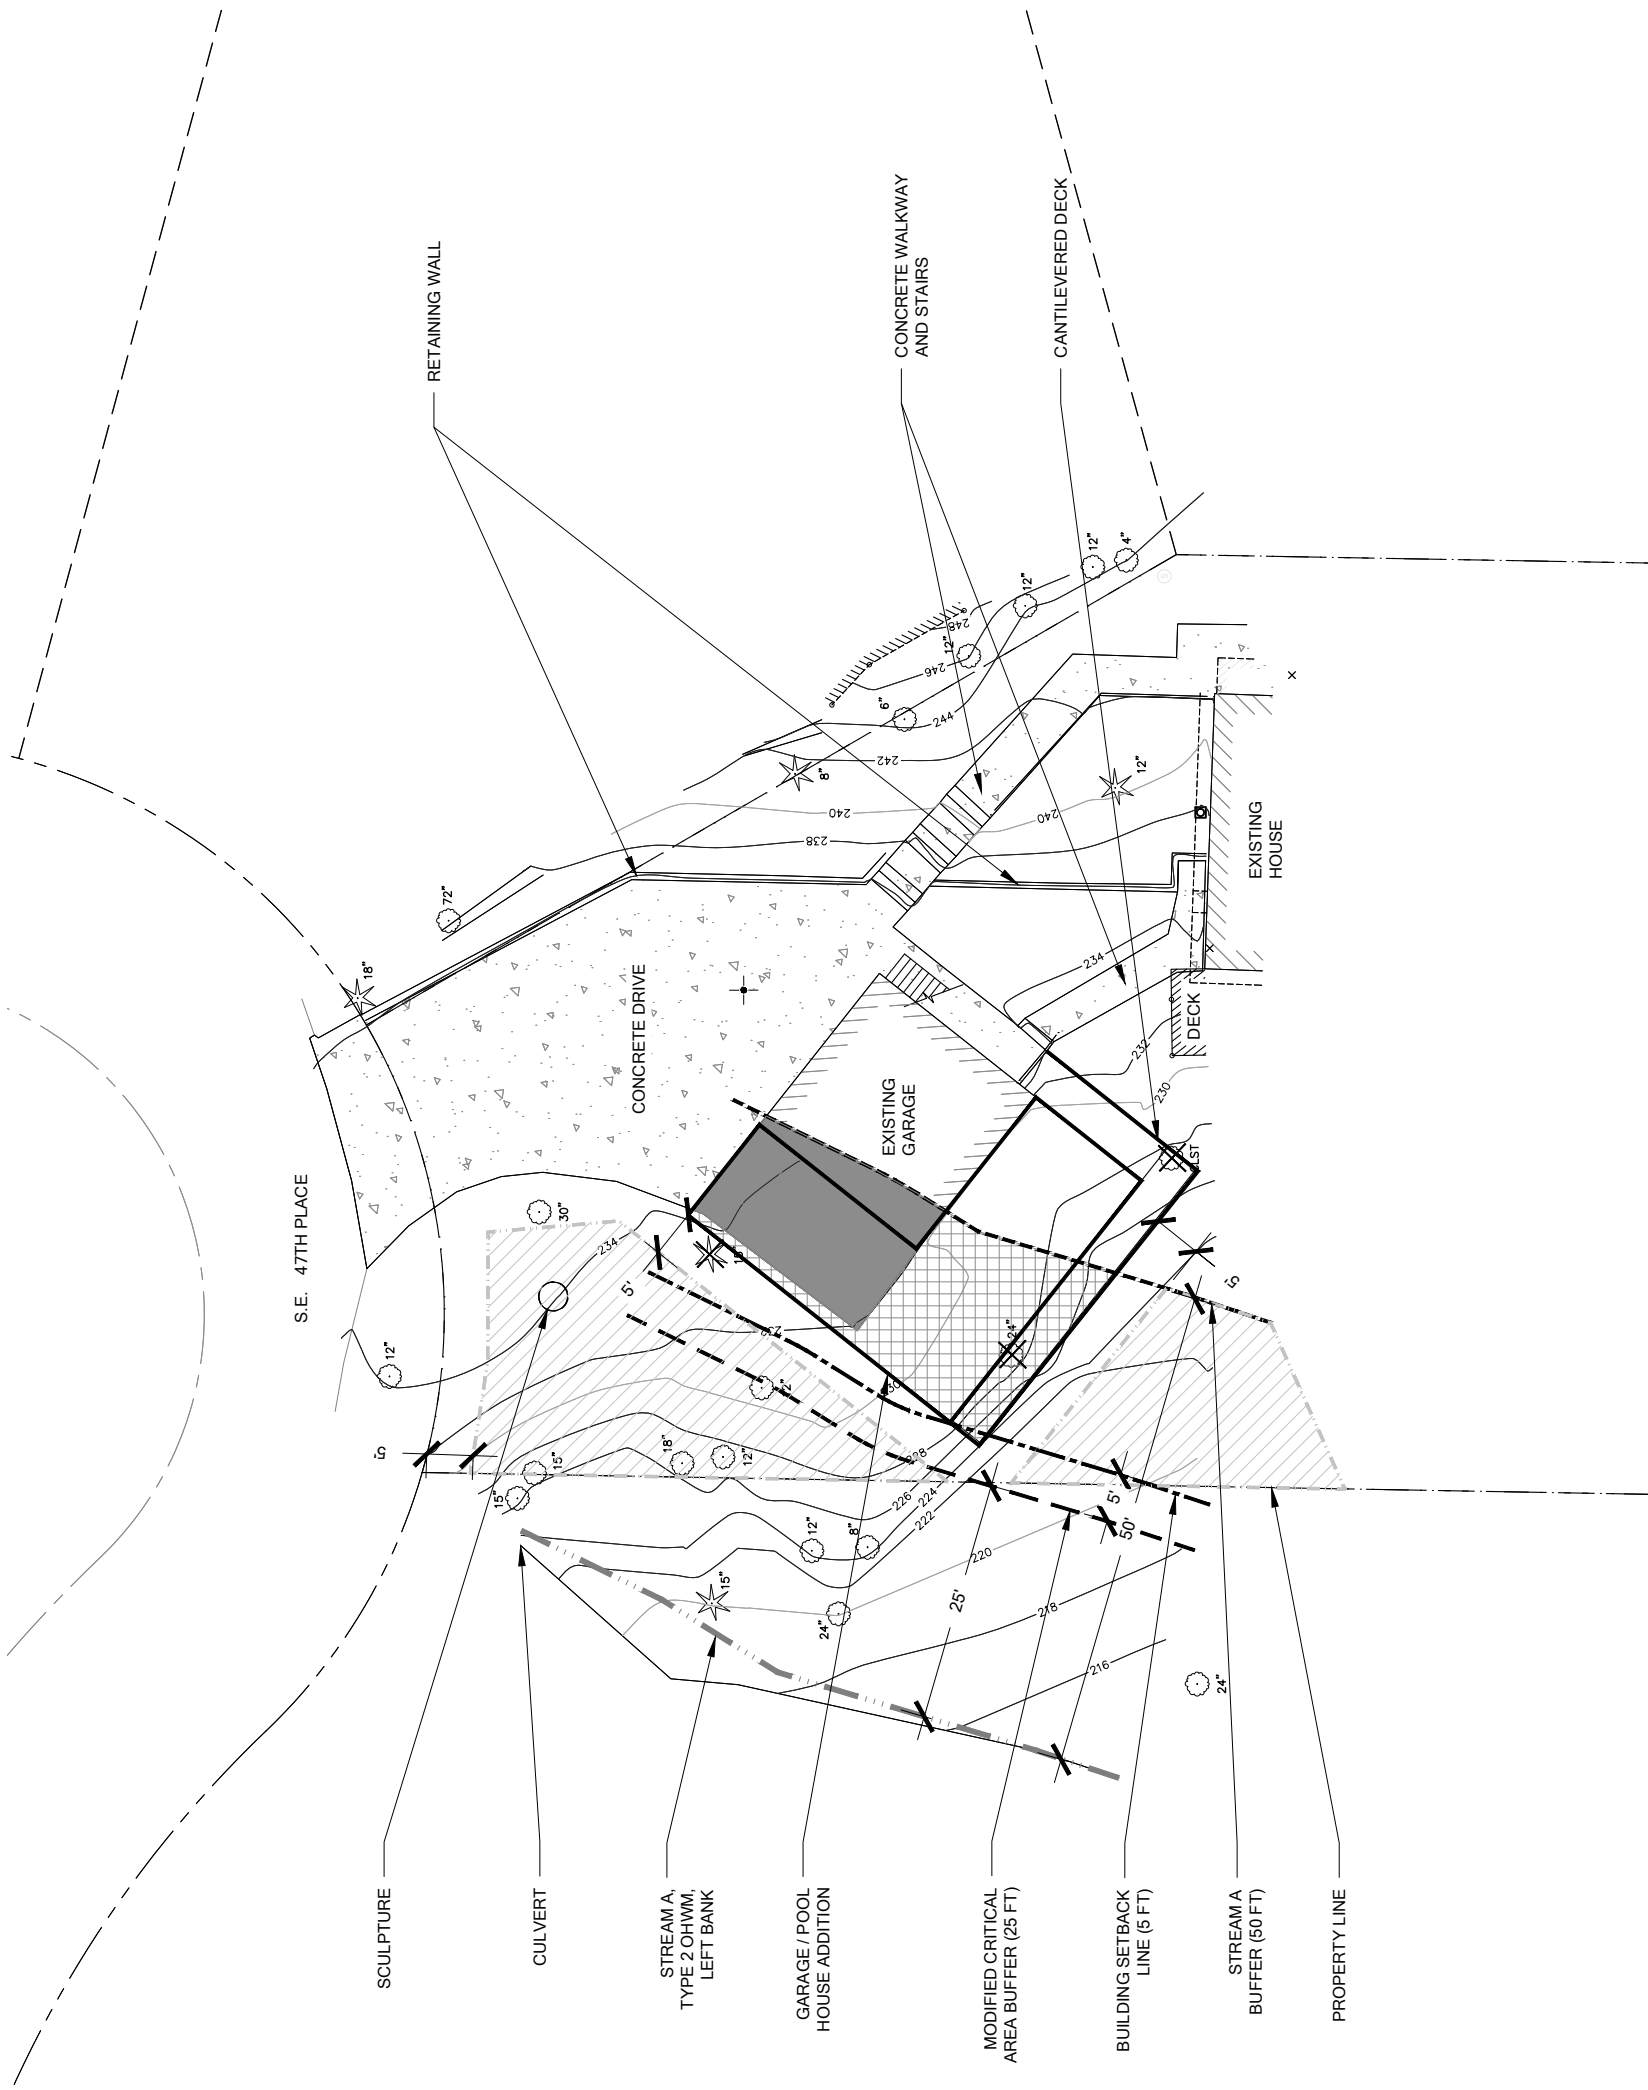 RETAINING WALL
CONCRETE WALKWAY
AND STAIRS
CANTILEVERED DECK
S.E. 47TH PLACE
CONCRETE DRIVE
EXISTING
GARAGE
EXISTING
HOUSE
DECK
SCULPTURE
CULVERT
STREAM A,
TYPE 2 OHWM,
LEFT BANK
GARAGE / POOL
HOUSE ADDITION
MODIFIED CRITICAL
AREA BUFFER (25 FT)
BUILDING SETBACK
LINE (5 FT)
STREAM A
BUFFER (50 FT)
PROPERTY LINE
72"
18"
30"
12"
15"
15"
18"
12"
12"
8"
15"
24"
24"
24"
8"
6"
12"
12"
12"
4"
12"
248
246
244
242
240
240
238
234
234
232
232
230
228
226
224
222
220
218
216
5'
5'
5'
5'
25'
50'